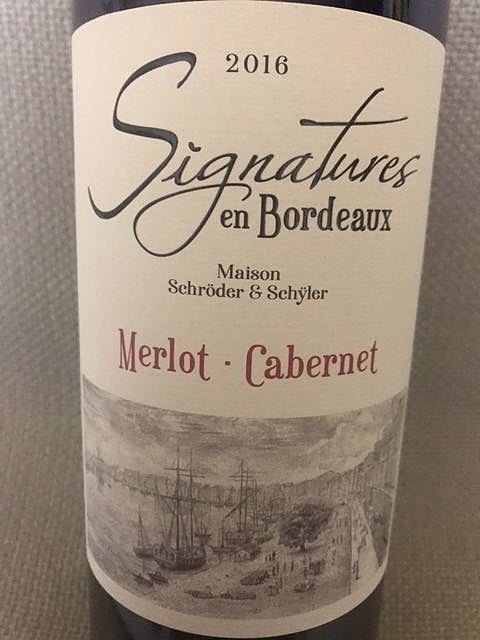 2016
Signatures
en Bordeaux
Maison
Schröder & Schÿler
Merlot - Cabernet